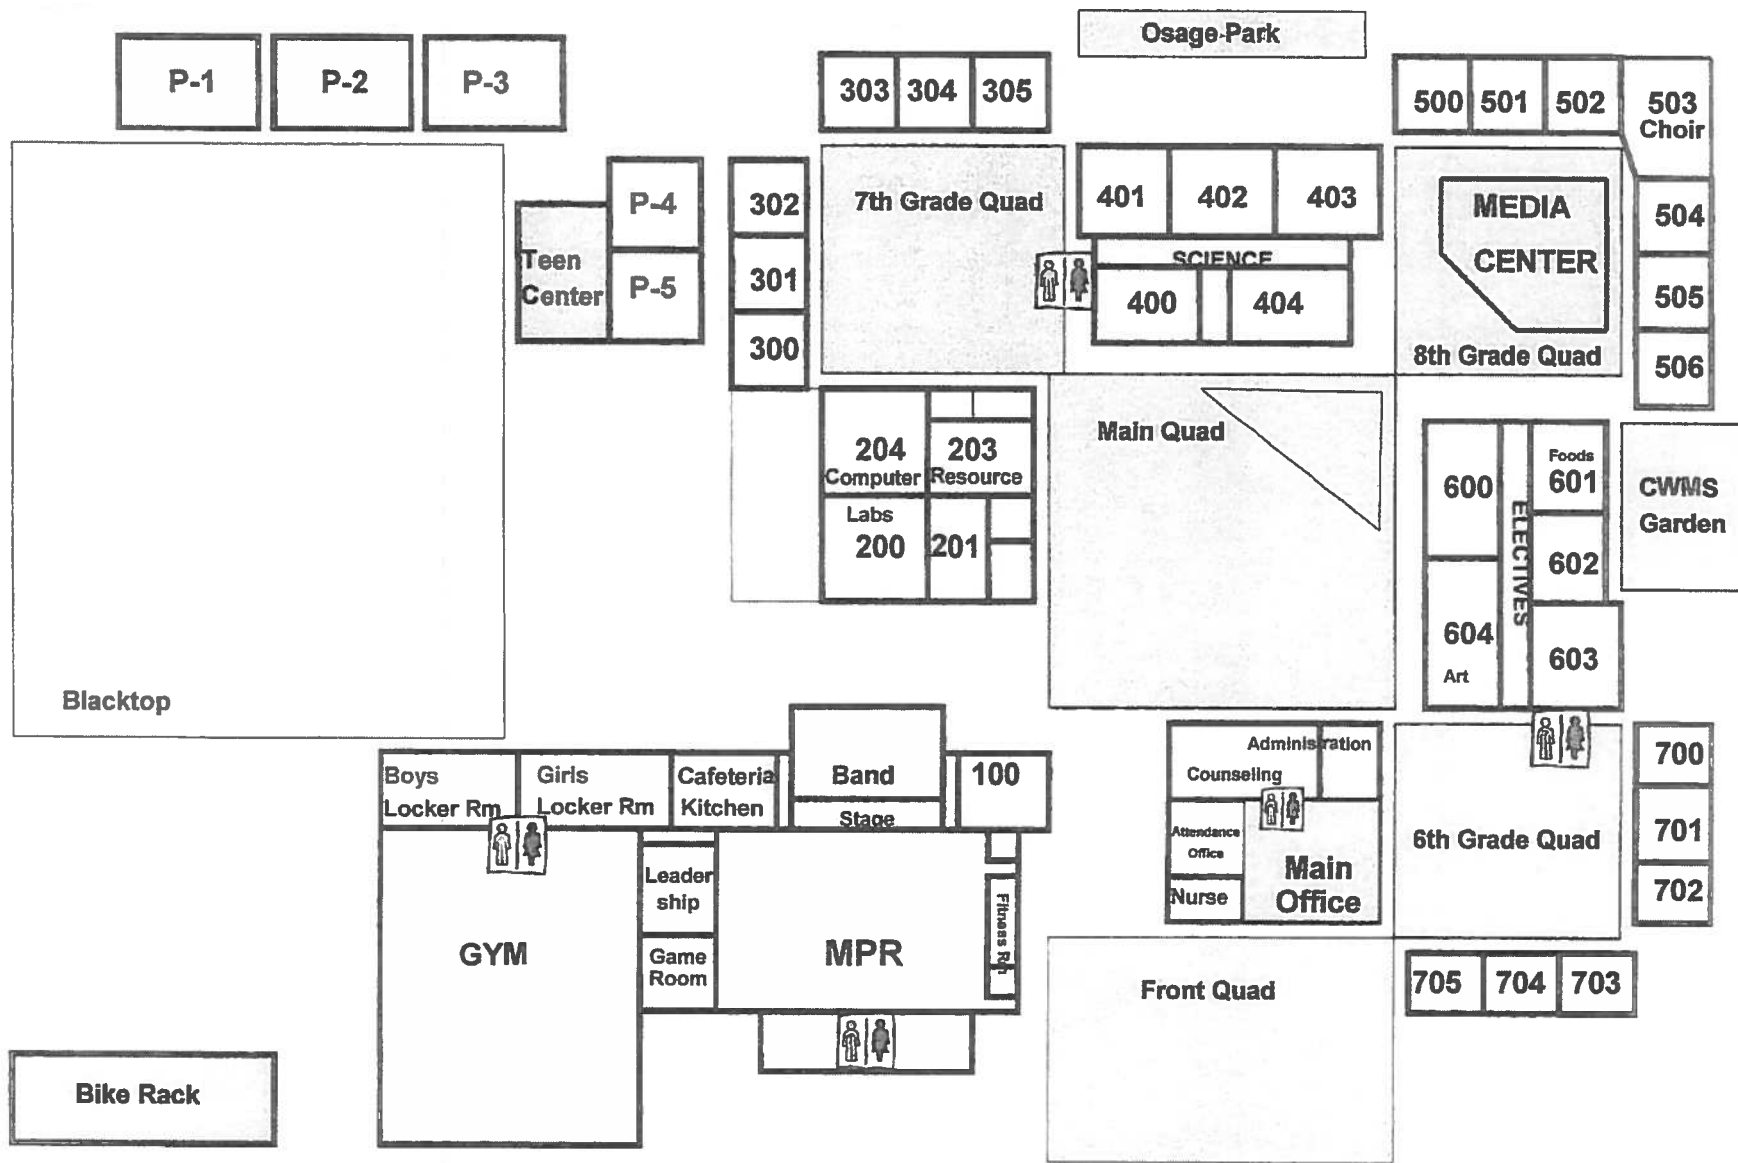 Osage Park
P-1
P-2
P-3
303
304
305
500
501
502
503
Choir
P-4
302
7th Grade Quad
401
402
403
MEDIA
CENTER
504
Teen
Center
P-5
301
SCIENCE
400
404
505
300
8th Grade Quad
506
204
Computer
203
Resource
Main Quad
Labs
200
201
600
ELECTIVES
Foods
601
CWMS
Garden
602
604
Art
603
Blacktop
Boys
Locker Rm
Girls
Locker Rm
Cafeteria
Kitchen
Band
Stage
100
Administration
Counseling
700
Attendance
Office
Main
Office
6th Grade Quad
701
Nurse
702
Leader
ship
GYM
MPR
Fitness Rm
Game
Room
Front Quad
705
704
703
Bike Rack